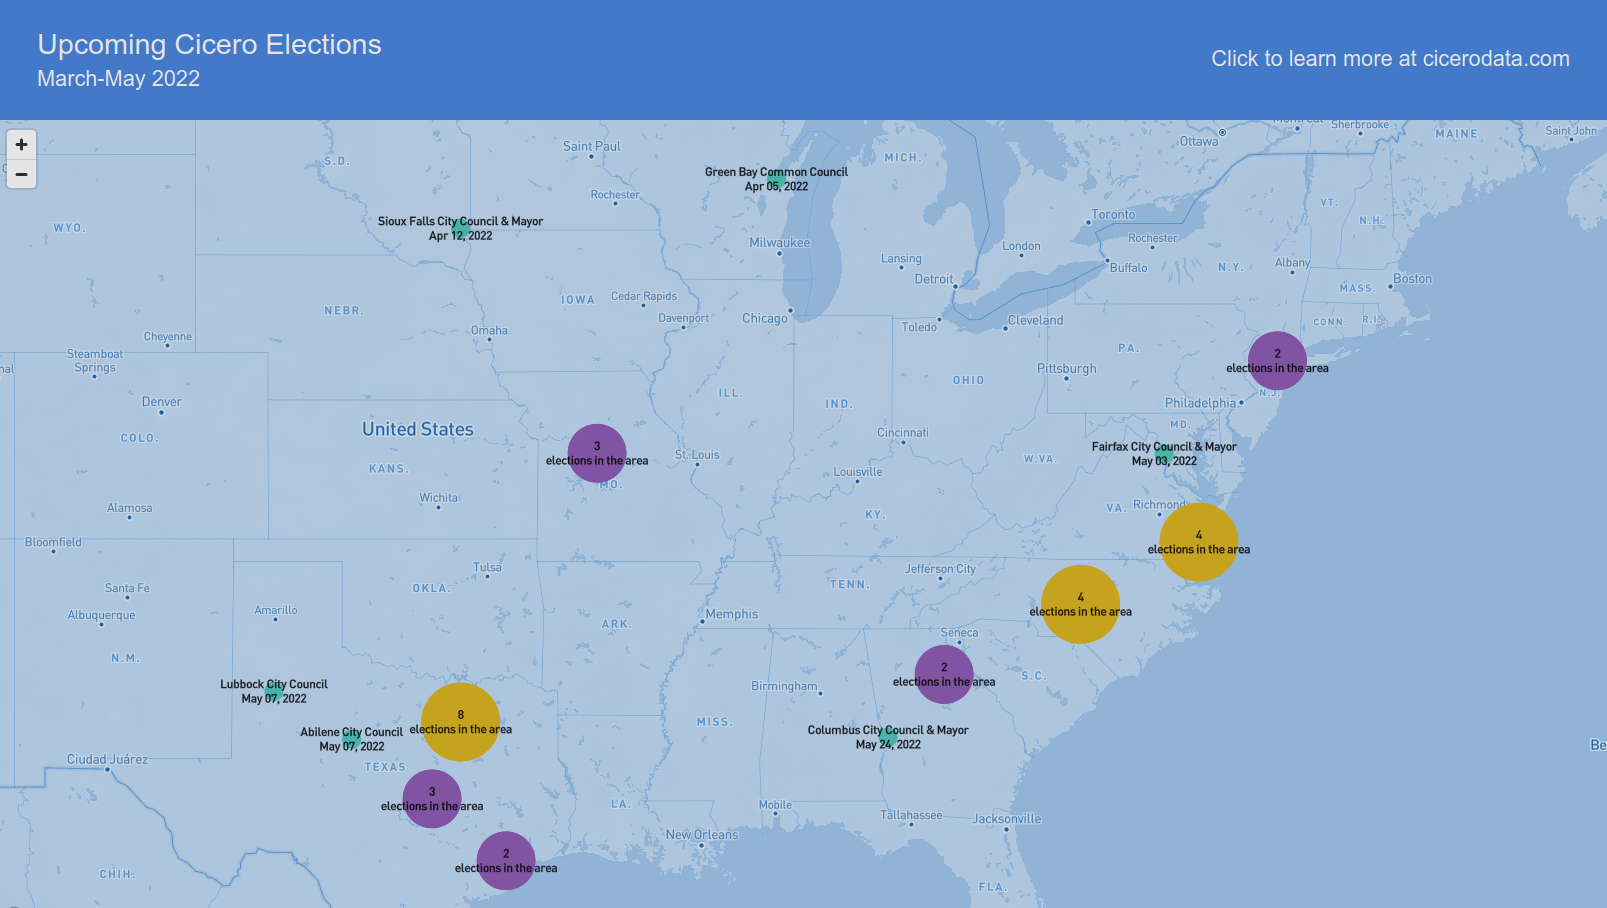 Upcoming Cicero Elections
March-May 2022
Click to learn more at cicerodata.com
+
−
Ottawa
Sherbrooke
MAINE
Saint John
Saint Paul
S.D.
MICH.
Green Bay Common Council
Apr 05, 2022
Rochester
VT.
N.H.
Toronto
Sioux Falls City Council & Mayor
Apr 12, 2022
WYO.
Milwaukee
London
Rochester
Lansing
Buffalo
N.Y.
Albany
Detroit
Boston
MASS.
IOWA
Cedar Rapids
NEBR.
Davenport
Chicago
Toledo
Cleveland
CONN.
R.I.
Omaha
Cheyenne
Steamboat
Springs
PA.
2
elections in the area
Pittsburgh
OHIO
ILL.
IND.
N.J.
Denver
Philadelphia
COLO.
United States
Cincinnati
MD.
3
elections in the area
MO.
St. Louis
Fairfax City Council & Mayor
May 03, 2022
W.VA.
KANS.
Louisville
Wichita
Alamosa
KY.
VA.
Richmond
4
elections in the area
Bloomfield
Tulsa
Jefferson City
Santa Fe
OKLA.
TENN.
4
elections in the area
Albuquerque
Amarillo
Memphis
ARK.
Seneca
N.M.
2
elections in the area
S.C.
Lubbock City Council
May 07, 2022
Birmingham
8
elections in the area
MISS.
Abilene City Council
May 07, 2022
Columbus City Council & Mayor
May 24, 2022
Be
Ciudad Juárez
TEXAS
3
elections in the area
LA.
Mobile
Tallahassee
Jacksonville
New Orleans
2
elections in the area
CHIH.
FLA.